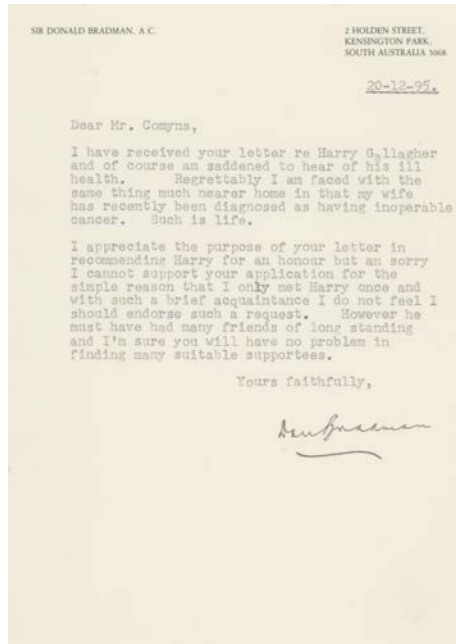 SIR DONALD BRADMAN, A.C.
2 HOLDEN STREET,
KENSINGTON PARK,
SOUTH AUSTRALIA 5068.
20-12-95.
Dear Mr. Comyns,
I have received your letter re Harry Gallagher
and of course am saddened to hear of his ill
health. Regrettably I am faced with the
same thing much nearer home in that my wife
has recently been diagnosed as having inoperable
cancer. Such is life.
I appreciate the purpose of your letter in
recommending Harry for an honour but am sorry
I cannot support your application for the
simple reason that I only met Harry once and
with such a brief acquaintance I do not feel I
should endorse such a request. However he
must have had many friends of long standing
and I'm sure you will have no problem in
finding many suitable supportees.
Yours faithfully,
Don Bradman